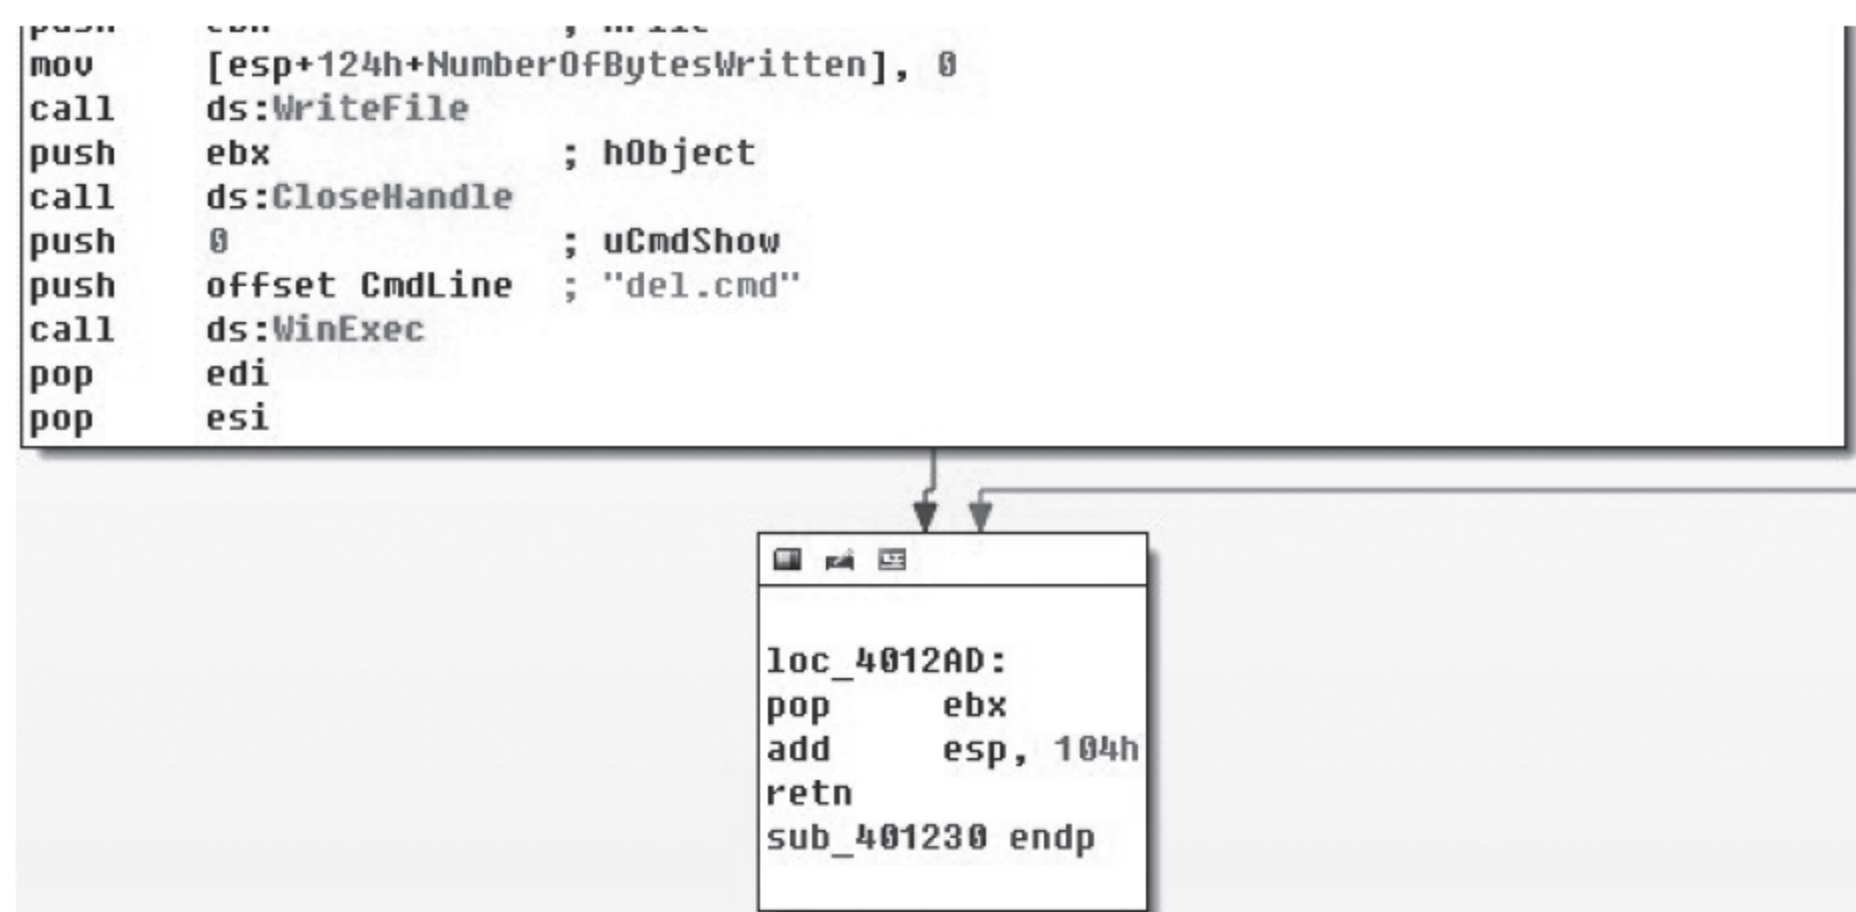 mov [esp+124h+NumberOfBytesWritten], 0
call ds:WriteFile
push ebx ; hObject
call ds:CloseHandle
push 0 ; uCmdShow
push offset CmdLine ; "del.cmd"
call ds:WinExec
pop edi
pop esi
loc_4012AD:
pop ebx
add esp, 104h
retn
sub_401230 endp